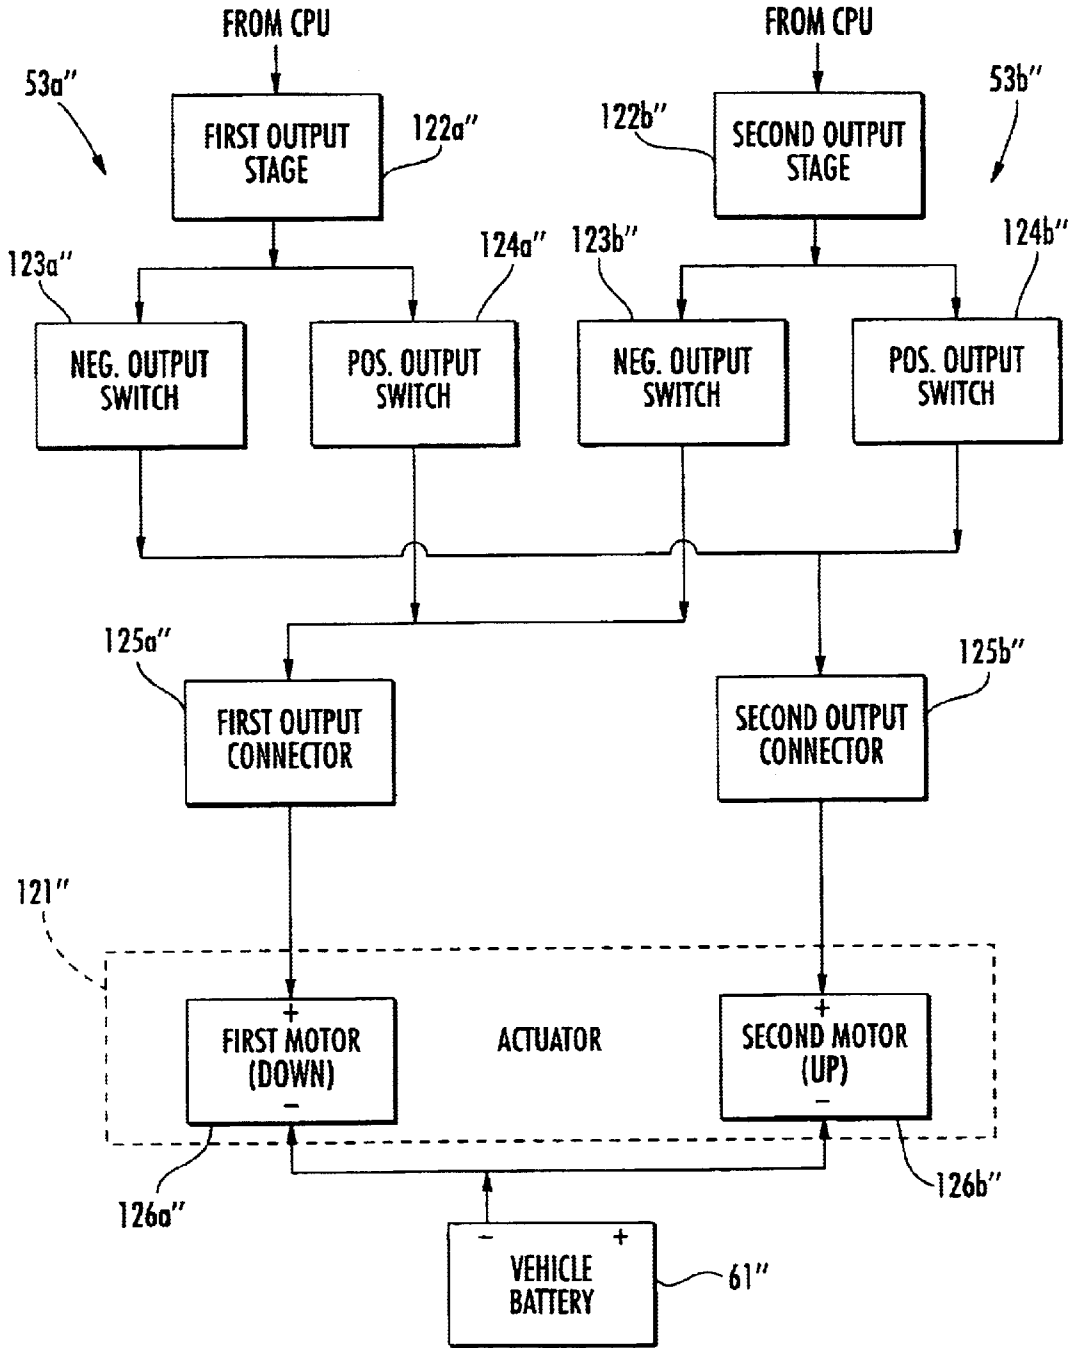 FROM CPU
FROM CPU
53a″
53b″
FIRST OUTPUT
STAGE
122a″
122b″
SECOND OUTPUT
STAGE
123a″
124a″
123b″
124b″
NEG. OUTPUT
SWITCH
POS. OUTPUT
SWITCH
NEG. OUTPUT
SWITCH
POS. OUTPUT
SWITCH
125a″
125b″
FIRST OUTPUT
CONNECTOR
SECOND OUTPUT
CONNECTOR
121″
+
FIRST MOTOR
(DOWN)
−
ACTUATOR
+
SECOND MOTOR
(UP)
−
126a″
126b″
− +
VEHICLE
BATTERY
61″